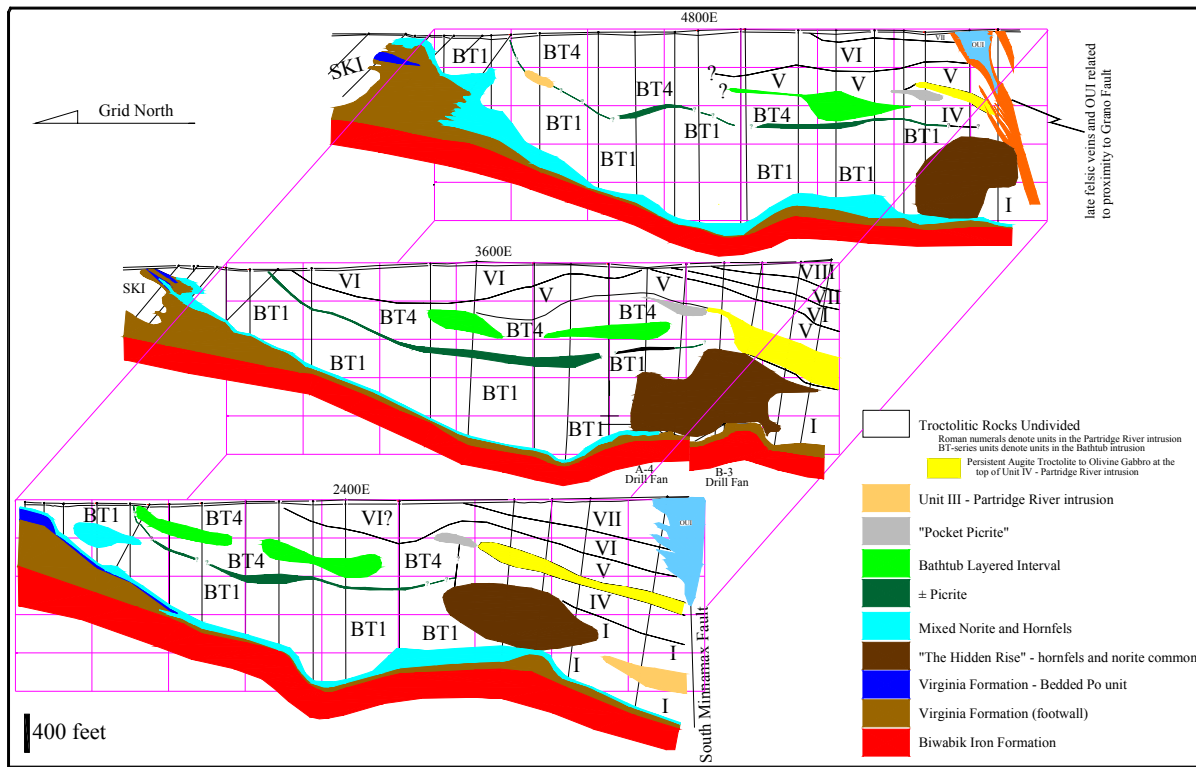 4800E
SKI
BT1
BT4
BT1
BT4
BT1
BT1
?
?
V
VI
V
VII
OUI
V
IV
BT4
BT1
BT1
BT1
I
Grid North
late felsic veins and OUI related
to proximity to Grano Fault
3600E
SKI
BT1
VI
BT4
BT1
VI
V
BT4
BT1
BT4
BT1
BT1
V
VIII
VII
VI
V
I
A-4
Drill Fan
B-3
Drill Fan
2400E
BT1
BT4
BT1
BT4
VI?
BT4
BT1
BT1
VII
VI
V
IV
I
I
I
I
OUI
South Minnamax Fault
400 feet
Troctolitic Rocks Undivided
Roman numerals denote units in the Partridge River intrusion
BT-series units denote units in the Bathtub intrusion
Persistent Augite Troctolite to Olivine Gabbro at the
top of Unit IV - Partridge River intrusion
Unit III - Partridge River intrusion
"Pocket Picrite"
Bathtub Layered Interval
± Picrite
Mixed Norite and Hornfels
"The Hidden Rise" - hornfels and norite common
Virginia Formation - Bedded Po unit
Virginia Formation (footwall)
Biwabik Iron Formation